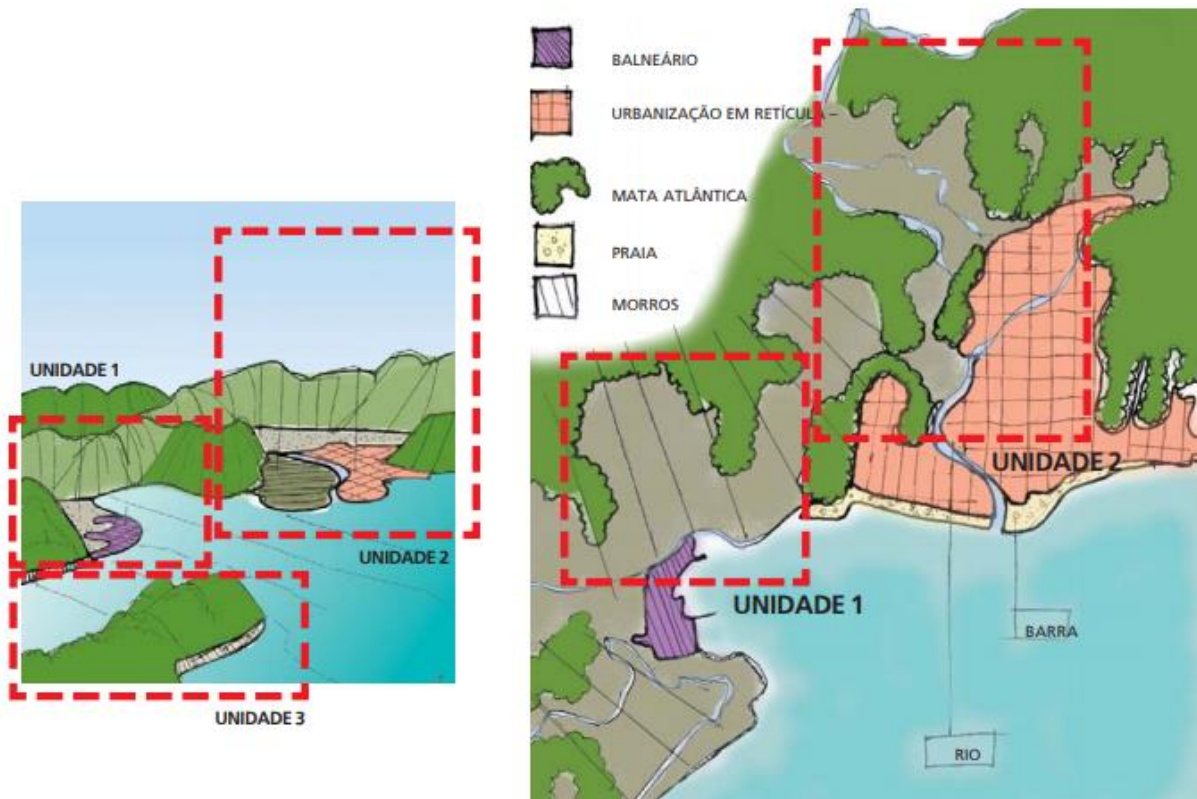 UNIDADE 1
UNIDADE 2
UNIDADE 3
BALNEÁRIO
URBANIZAÇÃO EM RETÍCULA –
MATA ATLÂNTICA
PRAIA
MORROS
UNIDADE 2
UNIDADE 1
BARRA
RIO